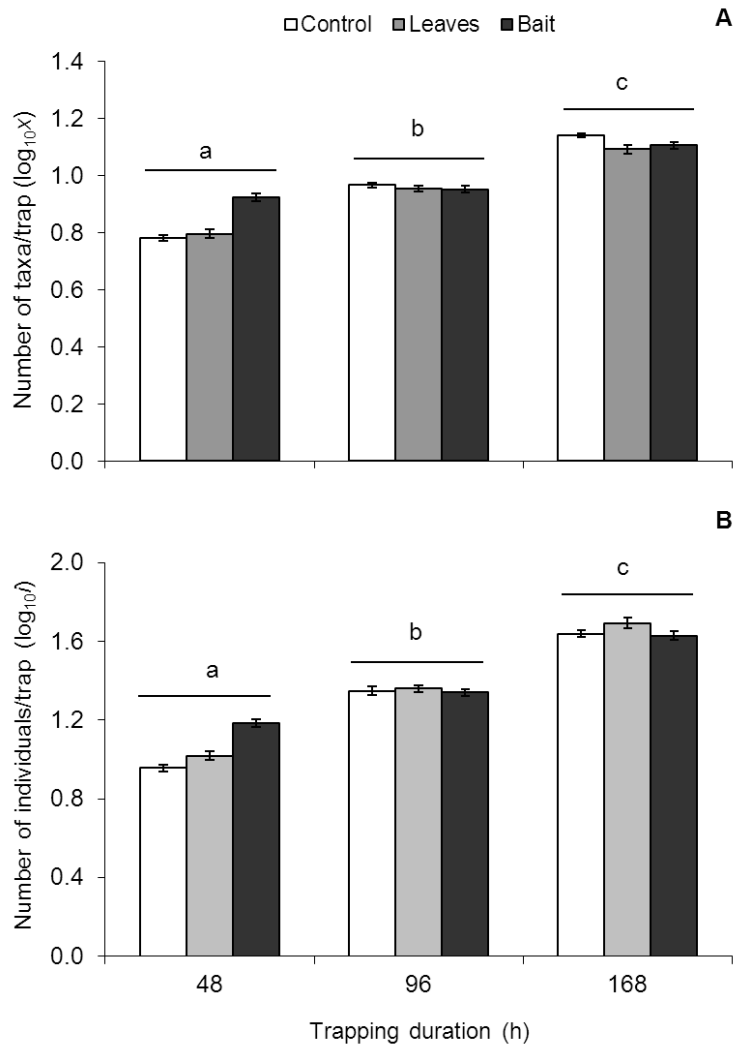 A
Control Leaves Bait
Number of taxa/trap (log₁₀x)
1.4
1.2
1.0
0.8
0.6
0.4
0.2
0.0
a
b
c
B
Number of individuals/trap (log₁₀i)
2.0
1.6
1.2
0.8
0.4
0.0
a
b
c
48 96 168
Trapping duration (h)